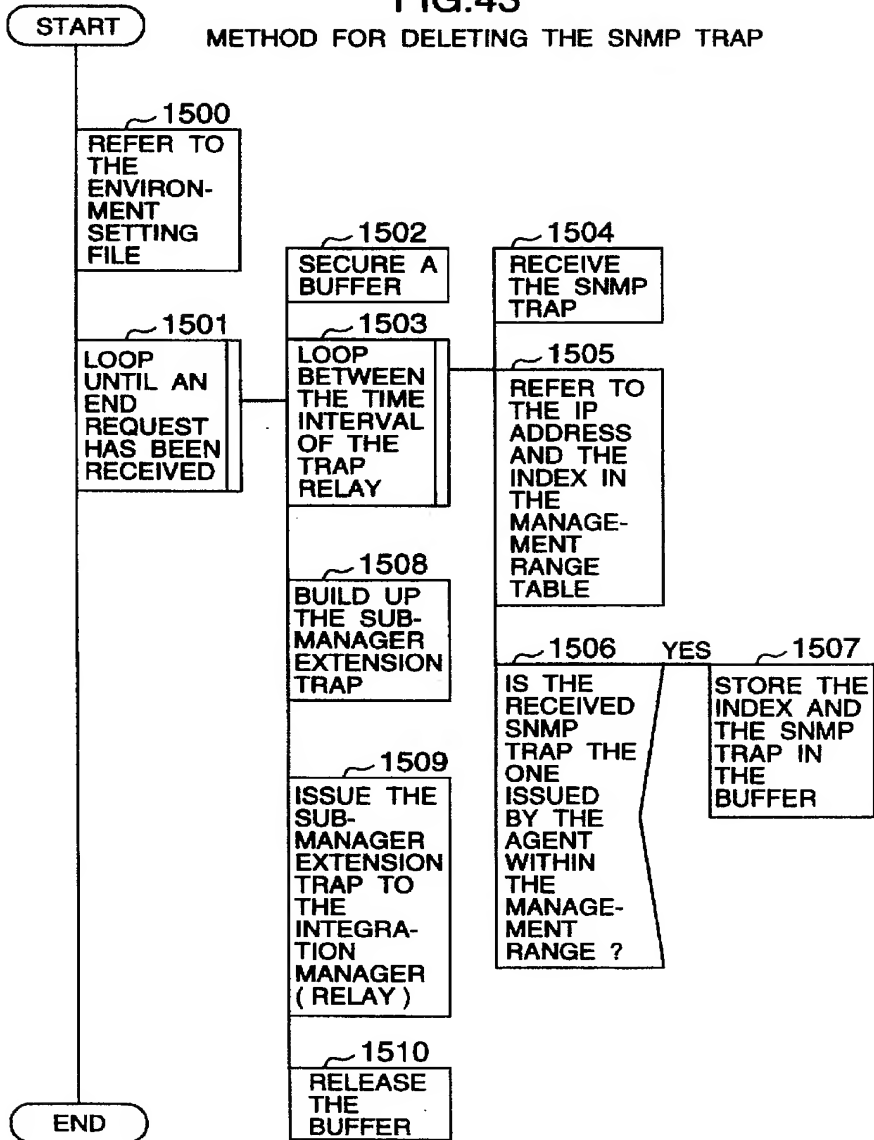 FIG.43
START
METHOD FOR DELETING THE SNMP TRAP
1500
REFER TO
THE
ENVIRON-
MENT
SETTING
FILE
1501
LOOP
UNTIL AN
END
REQUEST
HAS BEEN
RECEIVED
1502
SECURE A
BUFFER
1503
LOOP
BETWEEN
THE TIME
INTERVAL
OF THE
TRAP
RELAY
1504
RECEIVE
THE SNMP
TRAP
1505
REFER TO
THE IP
ADDRESS
AND THE
INDEX IN
THE
MANAGE-
MENT
RANGE
TABLE
1506
IS THE
RECEIVED
SNMP
TRAP THE
ONE
ISSUED
BY THE
AGENT
WITHIN
THE
MANAGE-
MENT
RANGE ?
YES
1507
STORE THE
INDEX AND
THE SNMP
TRAP IN
THE
BUFFER
1508
BUILD UP
THE SUB-
MANAGER
EXTENSION
TRAP
1509
ISSUE THE
SUB-
MANAGER
EXTENSION
TRAP TO
THE
INTEGRA-
TION
MANAGER
( RELAY )
1510
RELEASE
THE
BUFFER
END